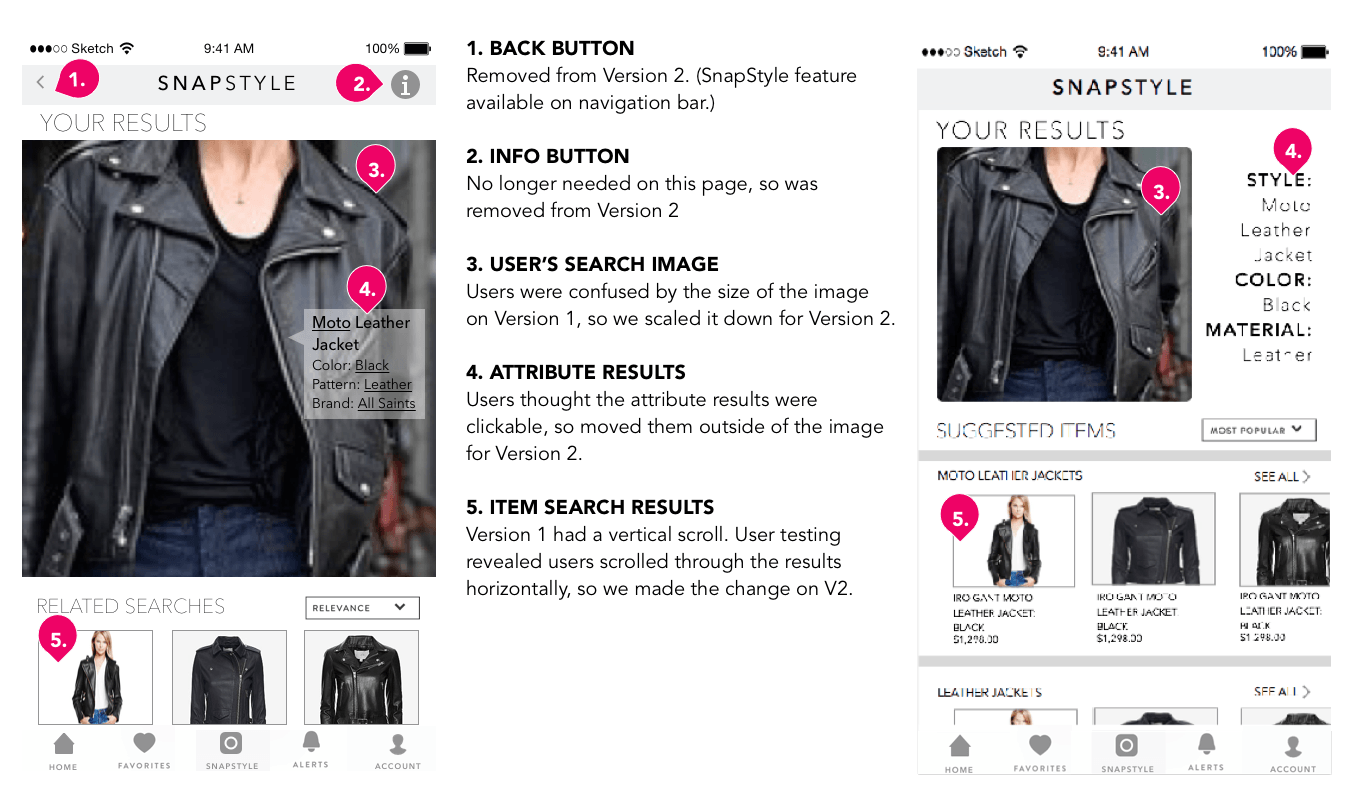 Sketch 9:41 AM 100%
1. SNAPSTYLE 2. i
YOUR RESULTS
3.
4.
Moto Leather
Jacket
Color: Black
Pattern: Leather
Brand: All Saints
RELATED SEARCHES RELEVANCE
5.
HOME FAVORITES SNAPSTYLE ALERTS ACCOUNT
1. BACK BUTTON
Removed from Version 2. (SnapStyle feature
available on navigation bar.)
2. INFO BUTTON
No longer needed on this page, so was
removed from Version 2
3. USER'S SEARCH IMAGE
Users were confused by the size of the image
on Version 1, so we scaled it down for Version 2.
4. ATTRIBUTE RESULTS
Users thought the attribute results were
clickable, so moved them outside of the image
for Version 2.
5. ITEM SEARCH RESULTS
Version 1 had a vertical scroll. User testing
revealed users scrolled through the results
horizontally, so we made the change on V2.
Sketch 9:41 AM 100%
SNAPSTYLE
YOUR RESULTS
3.
4.
STYLE:
Moto
Leather
Jacket
COLOR:
Black
MATERIAL:
Leather
SUGGESTED ITEMS MOST POPULAR
MOTO LEATHER JACKETS SEE ALL
5.
IRO GANT MOTO IRO GANT MOTO IRO GANT MOTO
LEATHER JACKET: LEATHER JACKET: LEATHER JACKET:
BLACK BLACK BLACK
$1,298.00 $1,298.00 $1,298.00
LEATHER JACKETS SEE ALL
HOME FAVORITES SNAPSTYLE ALERTS ACCOUNT